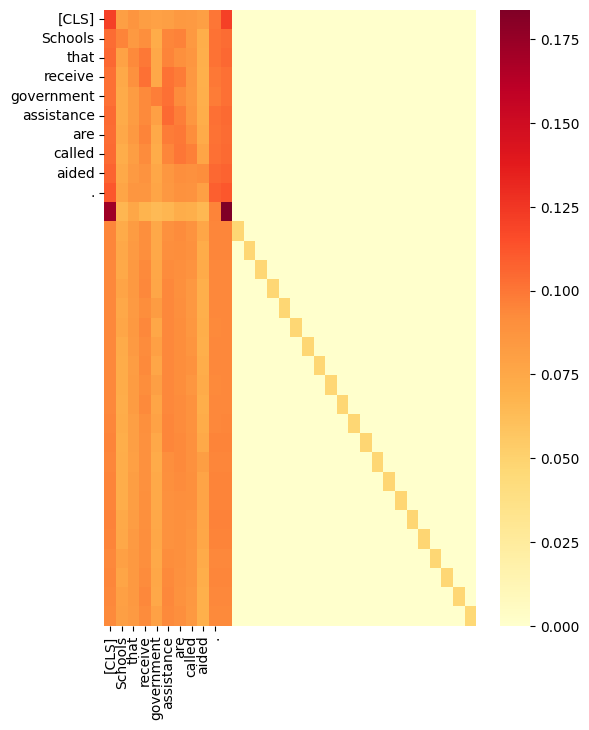 [CLS]
Schools
that
receive
government
assistance
are
called
aided
.
0.175
0.150
0.125
0.100
0.075
0.050
0.025
0.000
[CLS]
Schools
that
receive
government
assistance
are
called
aided
.